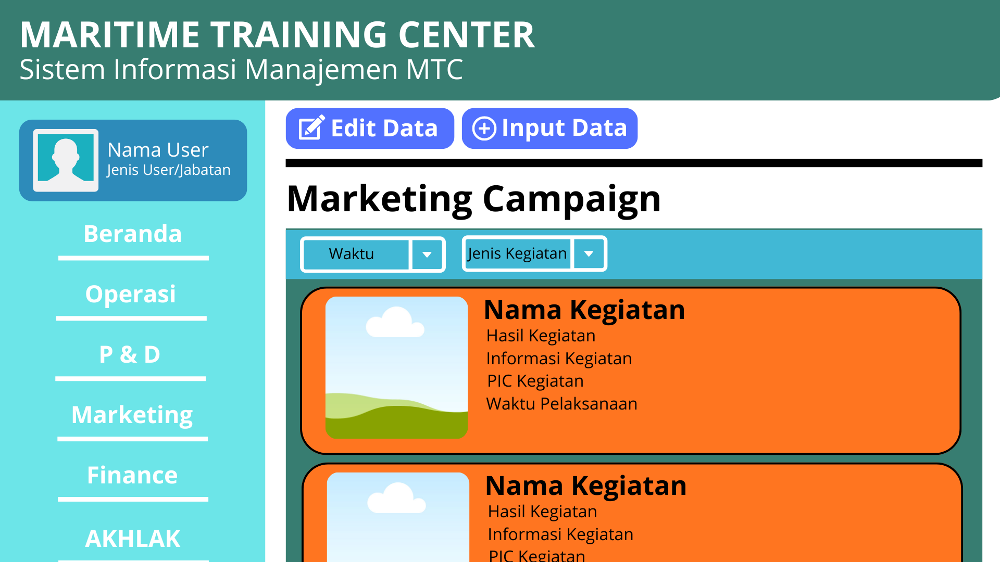 MARITIME TRAINING CENTER
Sistem Informasi Manajemen MTC
Nama User
Jenis User/Jabatan
Beranda
Operasi
P & D
Marketing
Finance
AKHLAK
Edit Data
Input Data
Marketing Campaign
Waktu
Jenis Kegiatan
Nama Kegiatan
Hasil Kegiatan
Informasi Kegiatan
PIC Kegiatan
Waktu Pelaksanaan
Nama Kegiatan
Hasil Kegiatan
Informasi Kegiatan
PIC Kegiatan